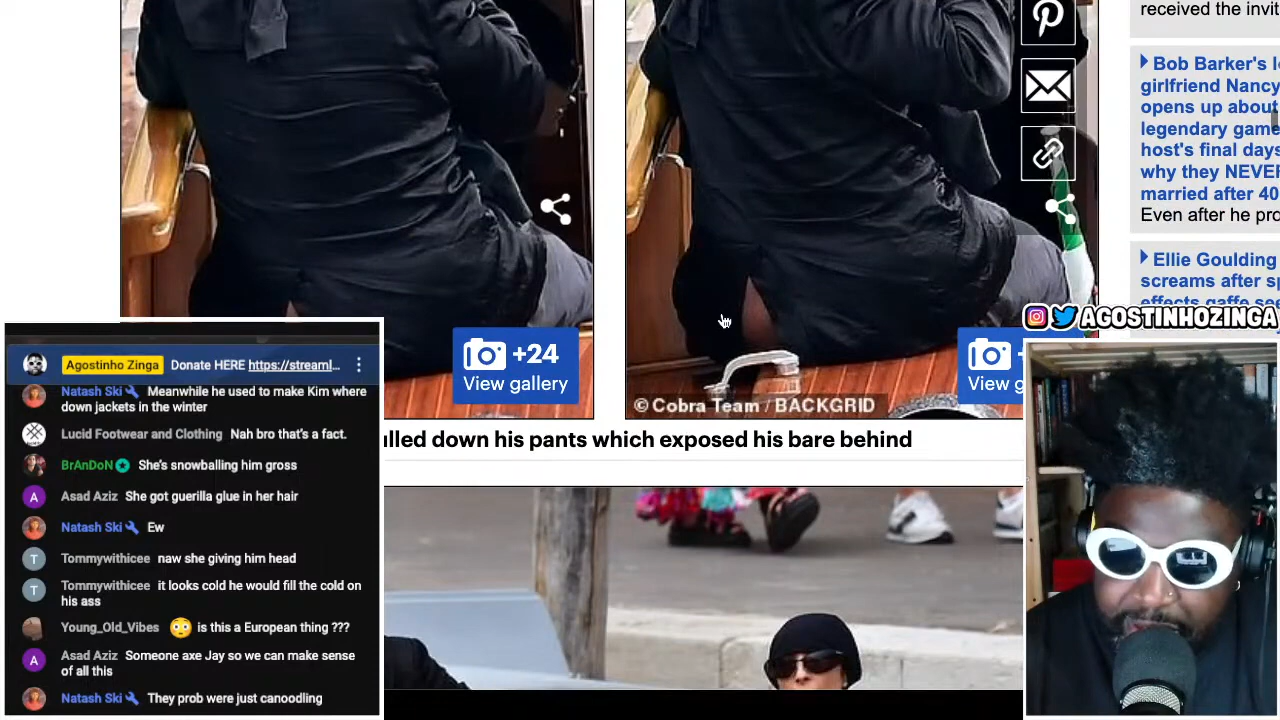 received the invit
Bob Barker's l
girlfriend Nancy
opens up about
legendary game
host's final days
why they NEVER
married after 40
Even after he pro
Ellie Goulding
screams after sp
effects gaffe see
+24
View gallery
View g
© Cobra Team / BACKGRID
ulled down his pants which exposed his bare behind
AGOSTINHOZINGA
Agostinho Zinga Donate HERE https://streaml...
Natash Ski Meanwhile he used to make Kim where
down jackets in the winter
Lucid Footwear and Clothing Nah bro that's a fact.
BrAnDoN She's snowballing him gross
Asad Aziz She got guerilla glue in her hair
Natash Ski Ew
Tommywithicee naw she giving him head
Tommywithicee it looks cold he would fill the cold on
his ass
Young_Old_Vibes is this a European thing ???
Asad Aziz Someone axe Jay so we can make sense
of all this
Natash Ski They prob were just canoodling